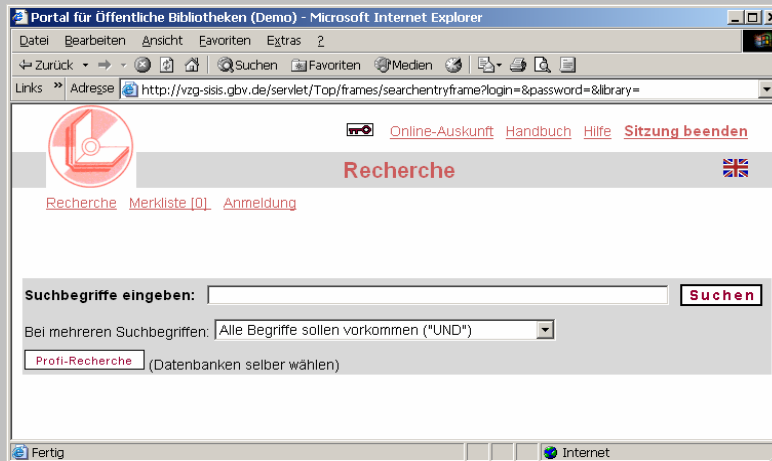 Portal für Öffentliche Bibliotheken (Demo) - Microsoft Internet Explorer
Datei Bearbeiten Ansicht Favoriten Extras ?
Zurück Suchen Favoriten Medien
Links » Adresse http://vzg-sisis.gbv.de/servlet/Top/frames/searchentryframe?login=&password=&library=
Online-Auskunft Handbuch Hilfe Sitzung beenden
Recherche
Recherche Merkliste [0] Anmeldung
Suchbegriffe eingeben: Suchen
Bei mehreren Suchbegriffen: Alle Begriffe sollen vorkommen ("UND")
Profi-Recherche (Datenbanken selber wählen)
Fertig Internet